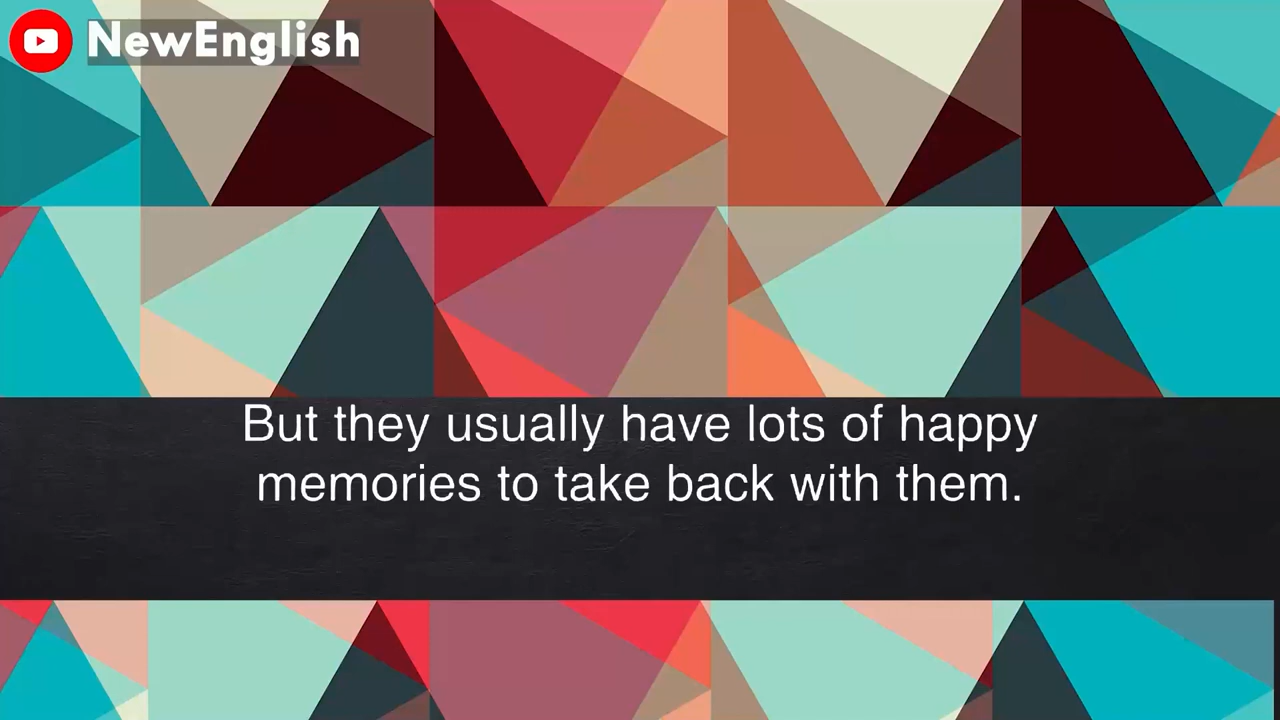 NewEnglish
But they usually have lots of happy
memories to take back with them.